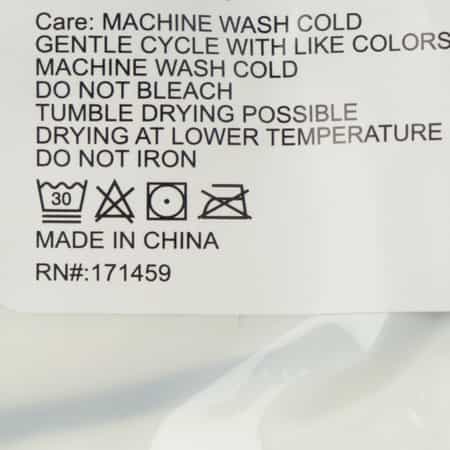 Care: MACHINE WASH COLD
GENTLE CYCLE WITH LIKE COLORS
MACHINE WASH COLD
DO NOT BLEACH
TUMBLE DRYING POSSIBLE
DRYING AT LOWER TEMPERATURE
DO NOT IRON
30
MADE IN CHINA
RN#:171459